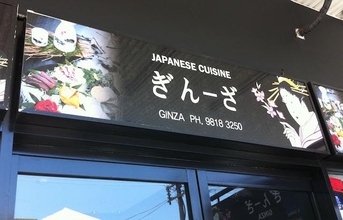 JAPANESE CUISINE
ぎんーざ
GINZA PH. 9818 3250